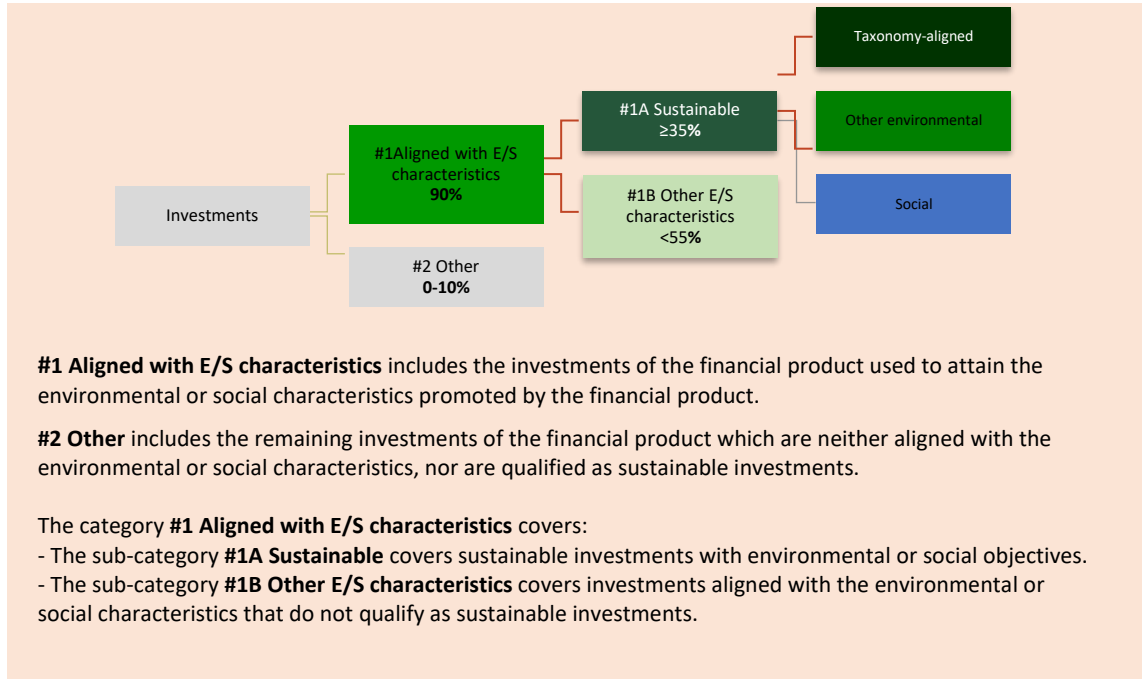 Taxonomy-aligned
#1A Sustainable
≥35%
Other environmental
#1Aligned with E/S
characteristics
90%
#1B Other E/S
characteristics
<55%
Social
Investments
#2 Other
0-10%
#1 Aligned with E/S characteristics includes the investments of the financial product used to attain the
environmental or social characteristics promoted by the financial product.
#2 Other includes the remaining investments of the financial product which are neither aligned with the
environmental or social characteristics, nor are qualified as sustainable investments.
The category #1 Aligned with E/S characteristics covers:
- The sub-category #1A Sustainable covers sustainable investments with environmental or social objectives.
- The sub-category #1B Other E/S characteristics covers investments aligned with the environmental or
social characteristics that do not qualify as sustainable investments.